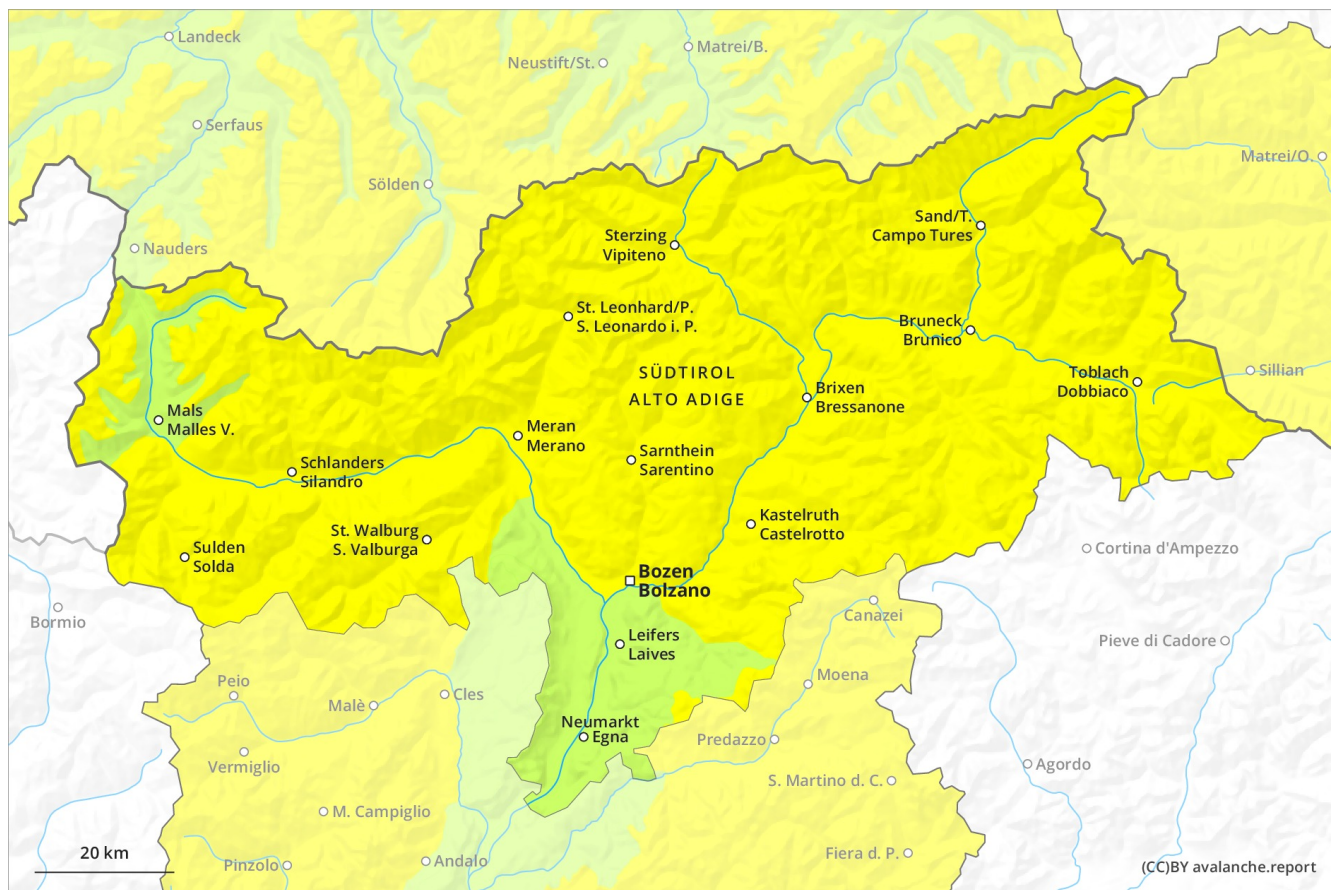 Landeck
Matrei/B.
Neustift/St.
Serfaus
Matrei/O.
Sölden
Sand/T.
Campo Tures
Sterzing
Vipiteno
Nauders
St. Leonhard/P.
S. Leonardo i. P.
Bruneck
Brunico
SÜDTIROL
ALTO ADIGE
Toblach
Dobbiaco
Sillian
Brixen
Bressanone
Mals
Malles V.
Meran
Merano
Sarnthein
Sarentino
Schlanders
Silandro
Kastelruth
Castelrotto
St. Walburg
S. Valburga
Sulden
Solda
Cortina d'Ampezzo
Bozen
Bolzano
Bormio
Canazei
Leifers
Laives
Pieve di Cadore
Moena
Peio
Cles
Malè
Neumarkt
Egna
Predazzo
Vermiglio
Agordo
S. Martino d. C.
M. Campiglio
20 km
Pinzolo
Andalo
Fiera d. P.
(CC)BY avalanche.report